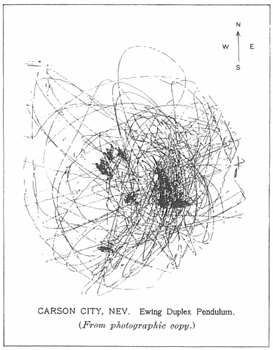 N
W E
S
CARSON CITY, NEV. Ewing Duplex Pendulum.
(From photographic copy.)